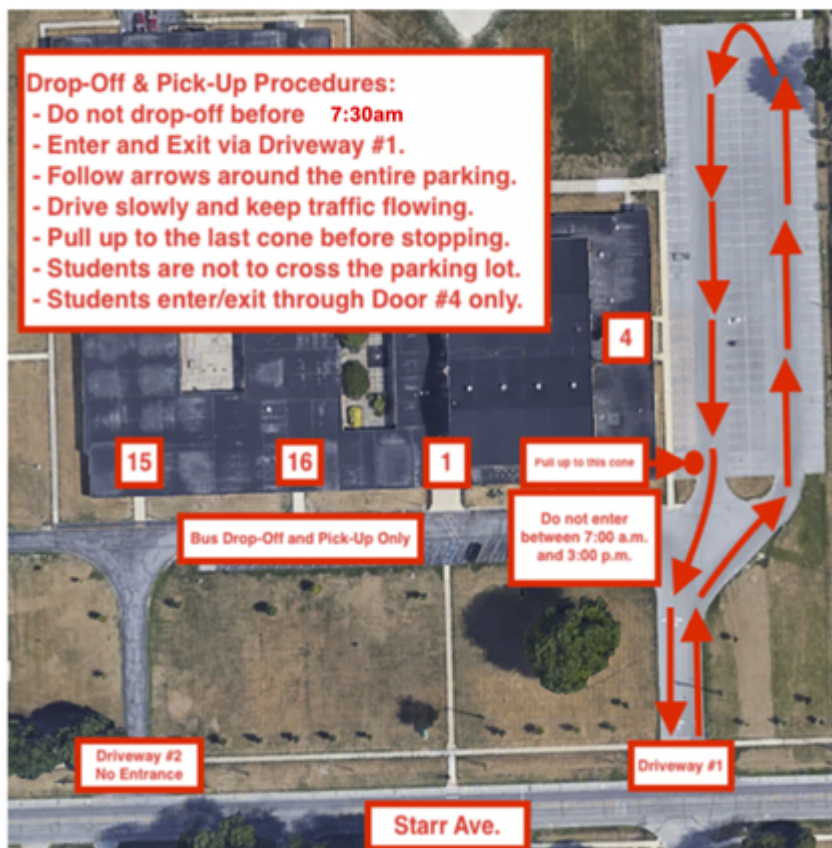 Drop-Off & Pick-Up Procedures:
- Do not drop-off before 7:30am
- Enter and Exit via Driveway #1.
- Follow arrows around the entire parking.
- Drive slowly and keep traffic flowing.
- Pull up to the last cone before stopping.
- Students are not to cross the parking lot.
- Students enter/exit through Door #4 only.
4
15
16
1
Pull up to this cone
Bus Drop-Off and Pick-Up Only
Do not enter
between 7:00 a.m.
and 3:00 p.m.
Driveway #2
No Entrance
Driveway #1
Starr Ave.